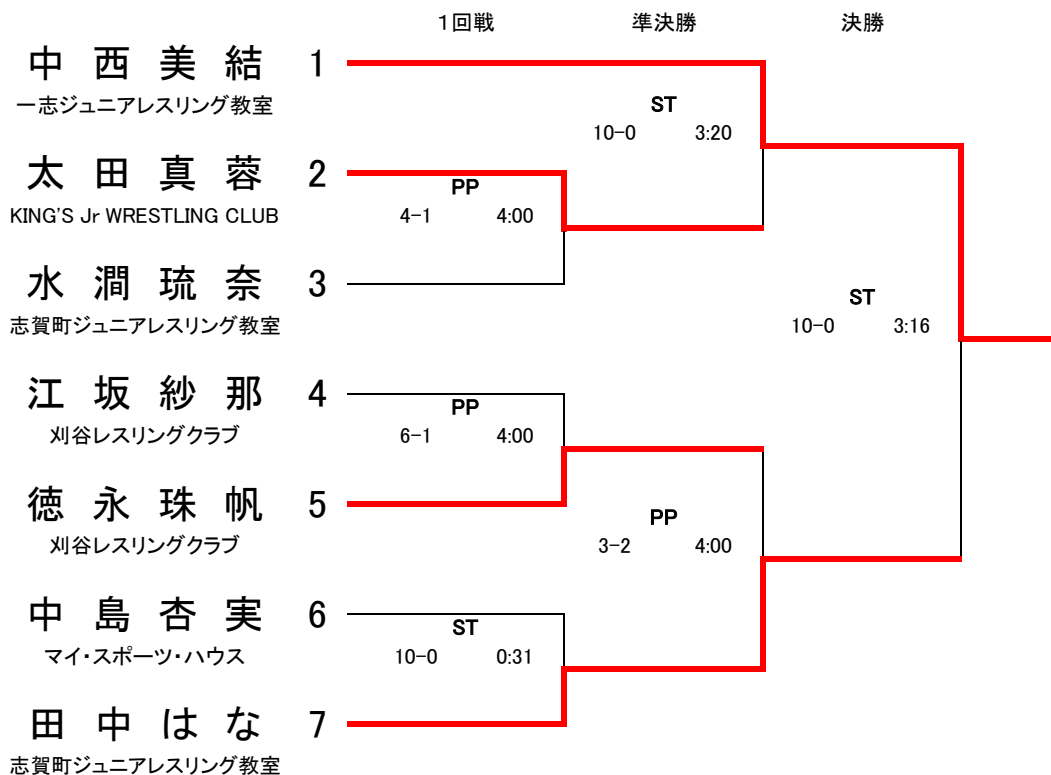 1回戦 準決勝 決勝
中西美結 1
一志ジュニアレスリング教室
ST
10-0 3:20
太田真蓉 2
KING'S Jr WRESTLING CLUB
PP
4-1 4:00
水澗琉奈 3
志賀町ジュニアレスリング教室
ST
10-0 3:16
江坂紗那 4
刈谷レスリングクラブ
PP
6-1 4:00
徳永珠帆 5
刈谷レスリングクラブ
PP
3-2 4:00
中島杏実 6
マイ・スポーツ・ハウス
ST
10-0 0:31
田中はな 7
志賀町ジュニアレスリング教室